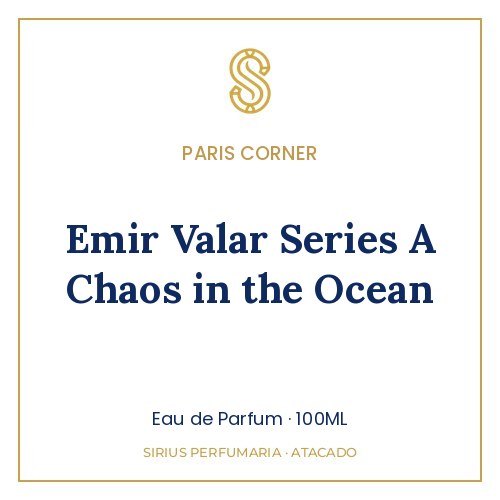 PARIS CORNER
Emir Valar Series A
Chaos in the Ocean
Eau de Parfum · 100ML
SIRIUS PERFUMARIA · ATACADO